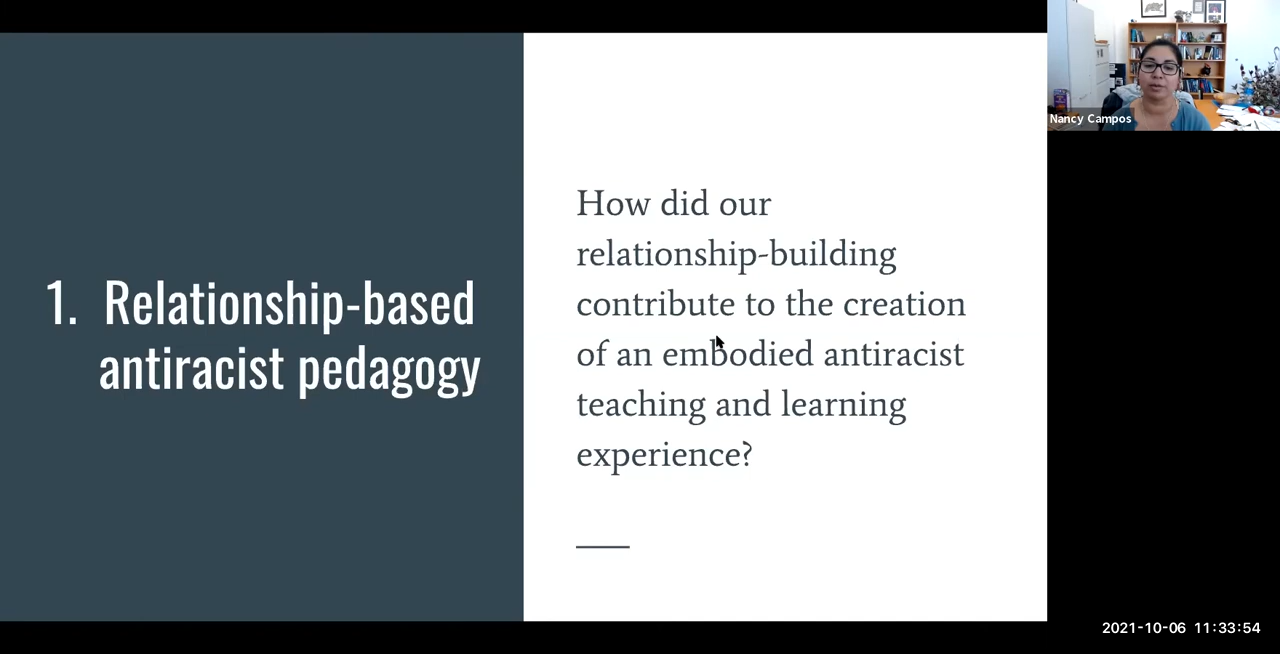 1. Relationship-based
antiracist pedagogy
How did our
relationship-building
contribute to the creation
of an embodied antiracist
teaching and learning
experience?
Nancy Campos
2021-10-06 11:33:54